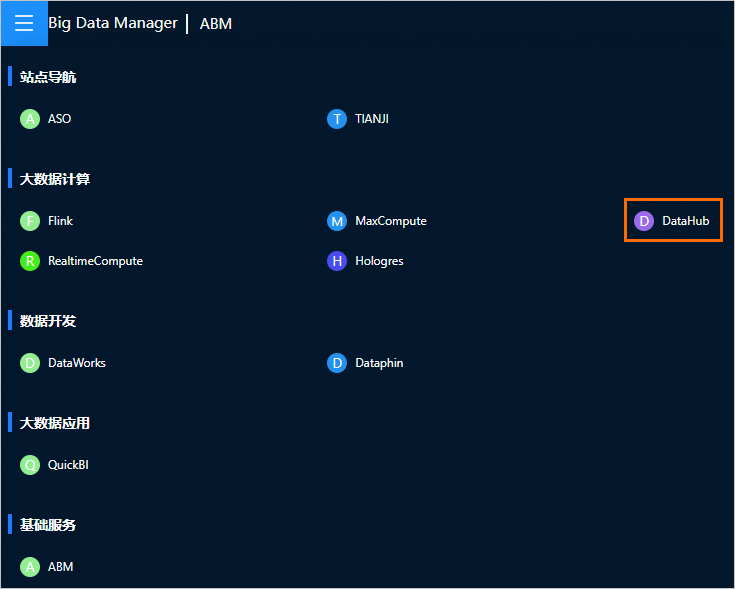 Big Data Manager | ABM
站点导航
A ASO T TIANJI
大数据计算
F Flink M MaxCompute D DataHub
R RealtimeCompute H Hologres
数据开发
D DataWorks D Dataphin
大数据应用
Q QuickBI
基础服务
A ABM